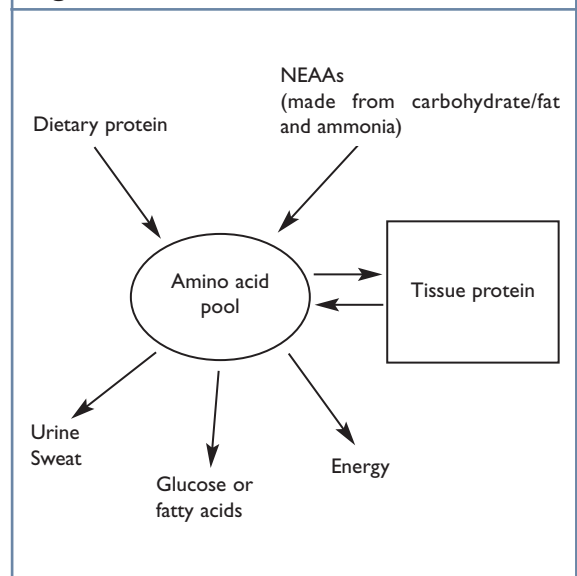 Dietary protein
NEAAs
(made from carbohydrate/fat
and ammonia)
Amino acid
pool
Tissue protein
Urine
Sweat
Glucose or
fatty acids
Energy